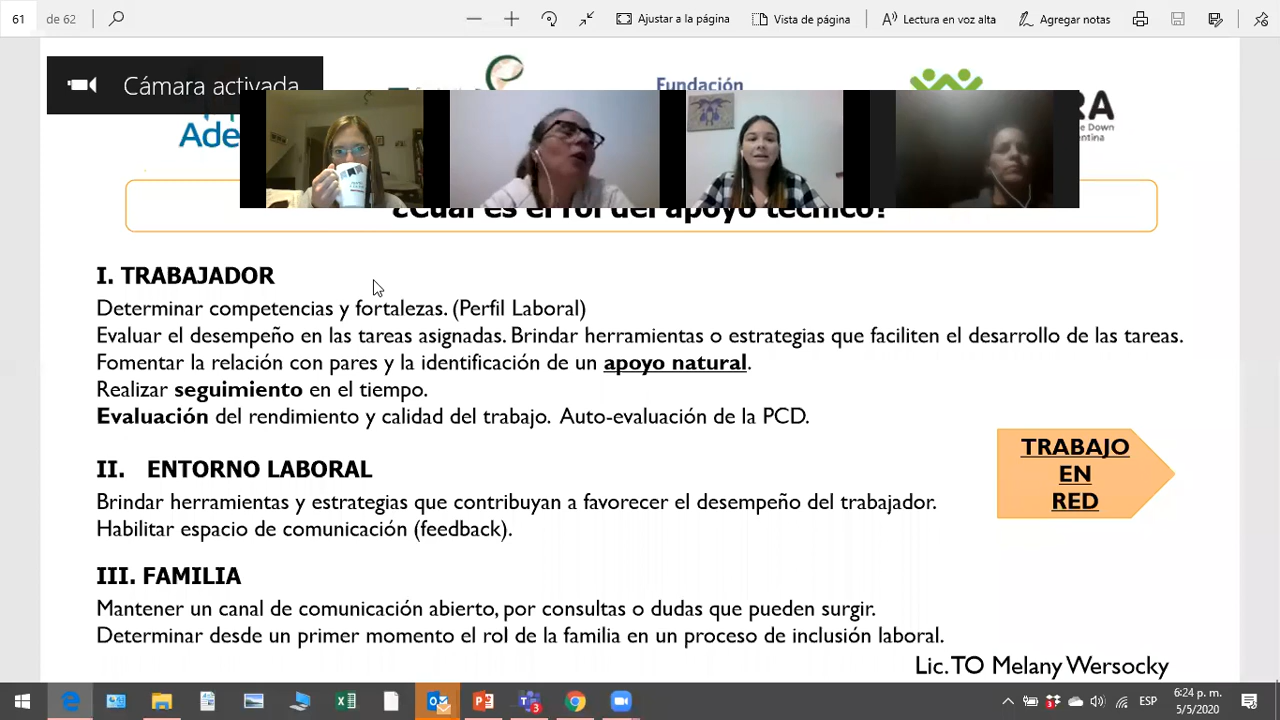 61 de 62 Ajustar a la página Vista de página Lectura en voz alta Agregar notas
Cámara activada
Fundación
Ade
RA
e Down
entina
¿Cuál es el rol del apoyo técnico?
I. TRABAJADOR
Determinar competencias y fortalezas. (Perfil Laboral)
Evaluar el desempeño en las tareas asignadas. Brindar herramientas o estrategias que faciliten el desarrollo de las tareas.
Fomentar la relación con pares y la identificación de un apoyo natural.
Realizar seguimiento en el tiempo.
Evaluación del rendimiento y calidad del trabajo. Auto-evaluación de la PCD.
II. ENTORNO LABORAL
Brindar herramientas y estrategias que contribuyan a favorecer el desempeño del trabajador.
Habilitar espacio de comunicación (feedback).
TRABAJO
EN
RED
III. FAMILIA
Mantener un canal de comunicación abierto, por consultas o dudas que pueden surgir.
Determinar desde un primer momento el rol de la familia en un proceso de inclusión laboral.
Lic. TO Melany Wersocky
ESP
6:24 p. m.
5/5/2020